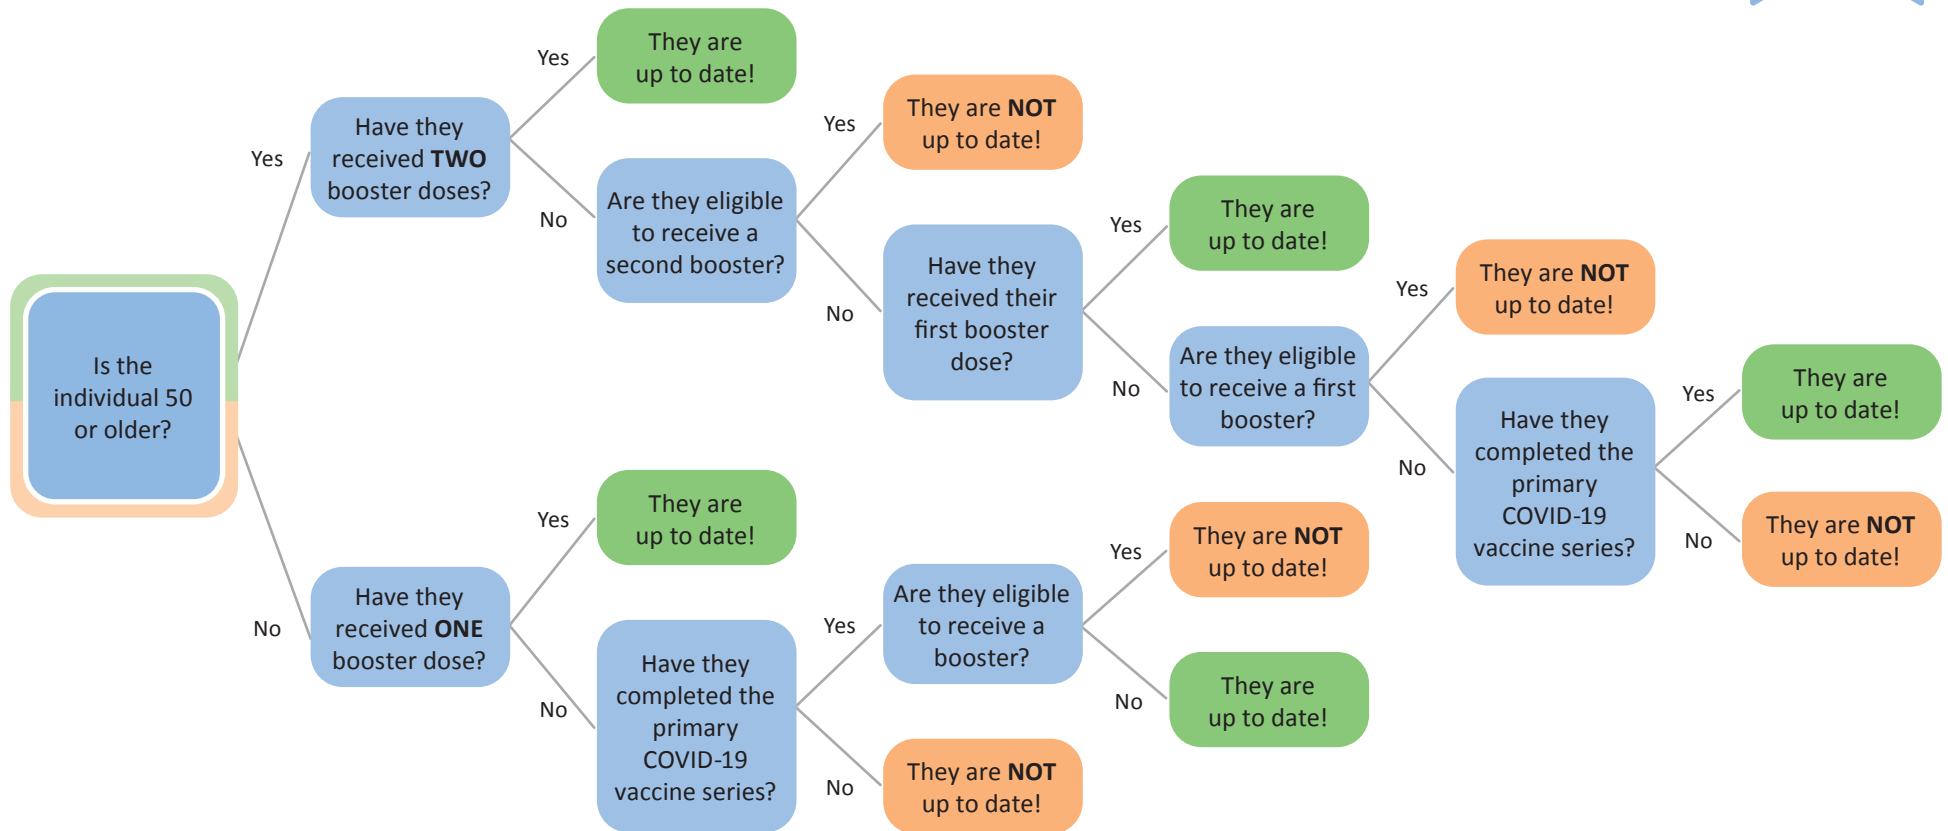 Is the
individual 50
or older?
Yes
Have they
received TWO
booster doses?
Yes
They are
up to date!
No
Are they eligible
to receive a
second booster?
Yes
They are NOT
up to date!
No
Have they
received their
first booster
dose?
Yes
They are
up to date!
No
Are they eligible
to receive a first
booster?
Yes
They are NOT
up to date!
No
Have they
completed the
primary
COVID-19
vaccine series?
Yes
They are
up to date!
No
They are NOT
up to date!
No
Have they
received ONE
booster dose?
Yes
They are
up to date!
No
Have they
completed the
primary
COVID-19
vaccine series?
Yes
Are they eligible
to receive a
booster?
Yes
They are NOT
up to date!
No
They are
up to date!
No
They are NOT
up to date!